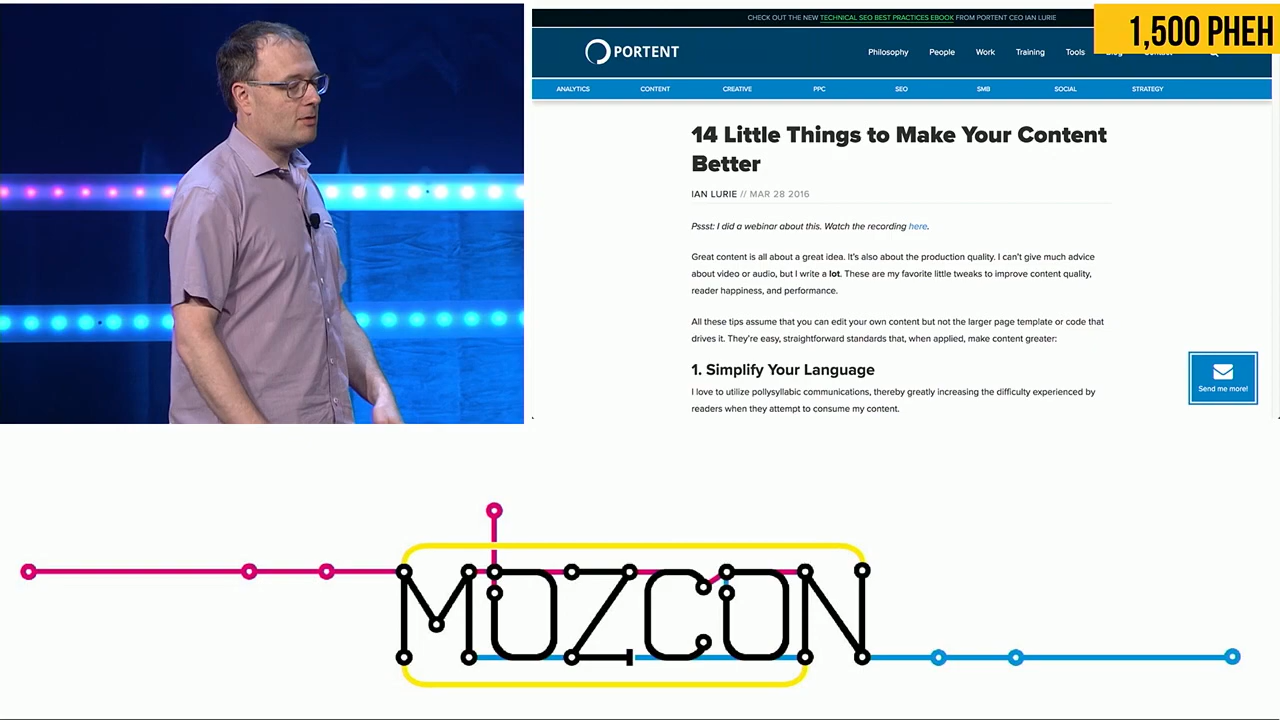 CHECK OUT THE NEW TECHNICAL SEO BEST PRACTICES EBOOK FROM PORTENT CEO IAN LURIE
1,500 PHEH
PORTENT
Philosophy People Work Training Tools
ANALYTICS CONTENT CREATIVE PPC SEO SMB SOCIAL STRATEGY
14 Little Things to Make Your Content
Better
IAN LURIE // MAR 28 2016
Pssst: I did a webinar about this. Watch the recording here.
Great content is all about a great idea. It's also about the production quality. I can't give much advice
about video or audio, but I write a lot. These are my favorite little tweaks to improve content quality,
reader happiness, and performance.
All these tips assume that you can edit your own content but not the larger page template or code that
drives it. They're easy, straightforward standards that, when applied, make content greater:
1. Simplify Your Language
I love to utilize pollysyllabic communications, thereby greatly increasing the difficulty experienced by
readers when they attempt to consume my content.
Send me more!
MOZCON